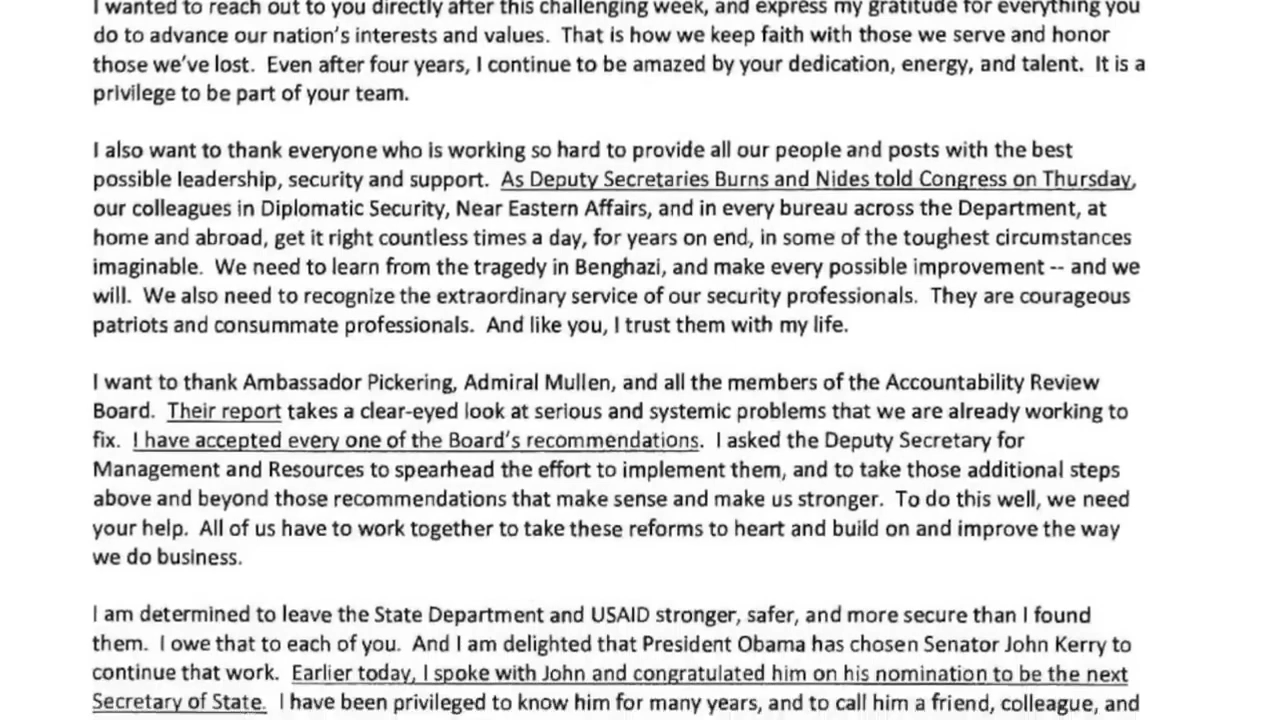 I wanted to reach out to you directly after this challenging week, and express my gratitude for everything you
do to advance our nation's interests and values. That is how we keep faith with those we serve and honor
those we've lost. Even after four years, I continue to be amazed by your dedication, energy, and talent. It is a
privilege to be part of your team.
I also want to thank everyone who is working so hard to provide all our people and posts with the best
possible leadership, security and support. As Deputy Secretaries Burns and Nides told Congress on Thursday,
our colleagues in Diplomatic Security, Near Eastern Affairs, and in every bureau across the Department, at
home and abroad, get it right countless times a day, for years on end, in some of the toughest circumstances
imaginable. We need to learn from the tragedy in Benghazi, and make every possible improvement -- and we
will. We also need to recognize the extraordinary service of our security professionals. They are courageous
patriots and consummate professionals. And like you, I trust them with my life.
I want to thank Ambassador Pickering, Admiral Mullen, and all the members of the Accountability Review
Board. Their report takes a clear-eyed look at serious and systemic problems that we are already working to
fix. I have accepted every one of the Board's recommendations. I asked the Deputy Secretary for
Management and Resources to spearhead the effort to implement them, and to take those additional steps
above and beyond those recommendations that make sense and make us stronger. To do this well, we need
your help. All of us have to work together to take these reforms to heart and build on and improve the way
we do business.
I am determined to leave the State Department and USAID stronger, safer, and more secure than I found
them. I owe that to each of you. And I am delighted that President Obama has chosen Senator John Kerry to
continue that work. Earlier today, I spoke with John and congratulated him on his nomination to be the next
Secretary of State. I have been privileged to know him for many years, and to call him a friend, colleague, and